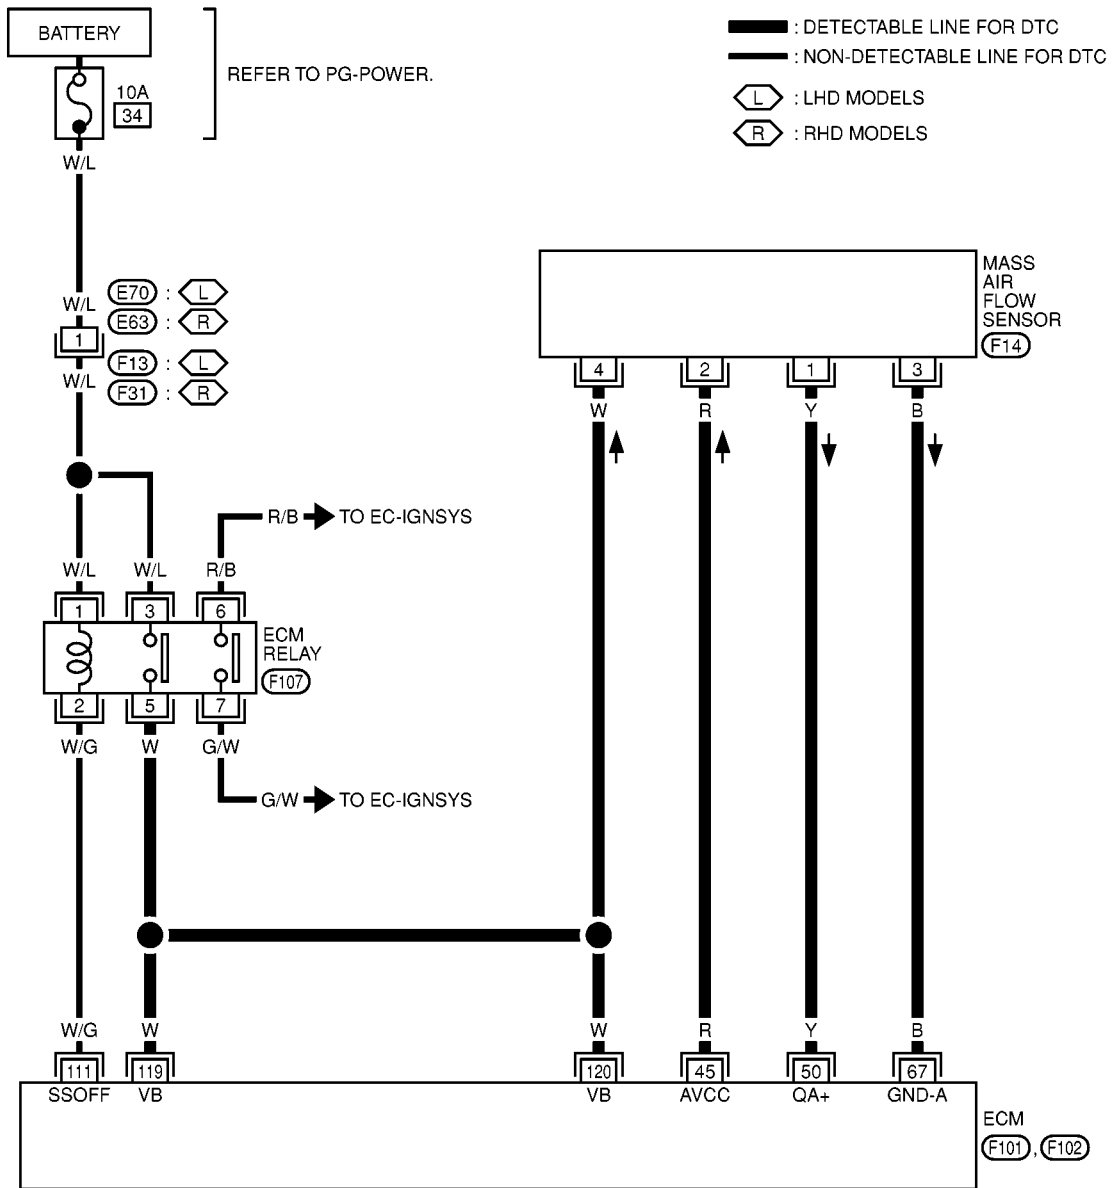 BATTERY
10A
34
REFER TO PG-POWER.
: DETECTABLE LINE FOR DTC
: NON-DETECTABLE LINE FOR DTC
L : LHD MODELS
R : RHD MODELS
W/L
W/L
E70 : L
E63 : R
1
F13 : L
F31 : R
W/L
MASS
AIR
FLOW
SENSOR
F14
4 2 1 3
W R Y B
R/B TO EC-IGNSYS
W/L W/L R/B
1 3 6
ECM
RELAY
F107
2 5 7
W/G W G/W
G/W TO EC-IGNSYS
W/G W W R Y B
111 119 120 45 50 67
SSOFF VB VB AVCC QA+ GND-A
ECM
F101 , F102